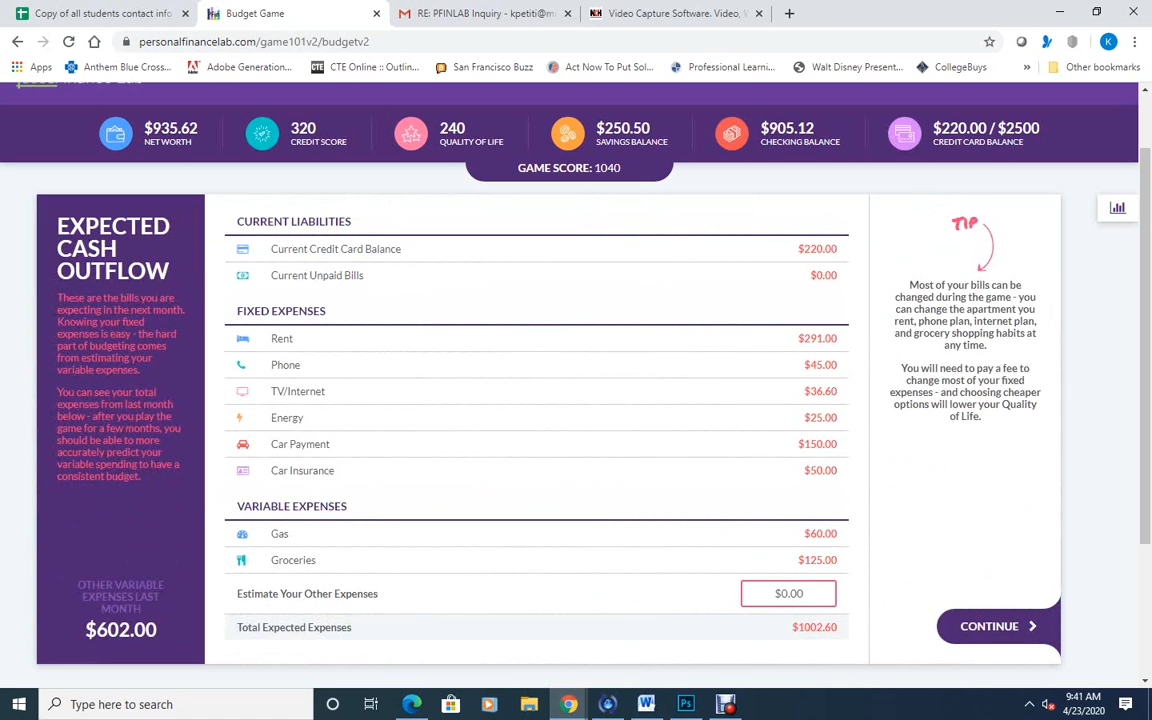 Copy of all students contact info
Budget Game
RE: PFINLAB Inquiry - kpetiti@m
Video Capture Software. Video, W
personalfinancelab.com/game101v2/budgetv2
Apps
Anthem Blue Cross...
Adobe Generation...
CTE
CTE Online :: Outlin...
San Francisco Buzz
Act Now To Put Sol...
Professional Learni...
Walt Disney Present...
CollegeBuys
»
Other bookmarks
K
$935.62
NET WORTH
320
CREDIT SCORE
240
QUALITY OF LIFE
$250.50
SAVINGS BALANCE
$905.12
CHECKING BALANCE
$220.00 / $2500
CREDIT CARD BALANCE
GAME SCORE: 1040
EXPECTED
CASH
OUTFLOW
These are the bills you are
expecting in the next month.
Knowing your fixed
expenses is easy - the hard
part of budgeting comes
from estimating your
variable expenses.
You can see your total
expenses from last month
below - after you play the
game for a few months, you
should be able to more
accurately predict your
variable spending to have a
consistent budget.
OTHER VARIABLE
EXPENSES LAST
MONTH
$602.00
CURRENT LIABILITIES
Current Credit Card Balance $220.00
Current Unpaid Bills $0.00
FIXED EXPENSES
Rent $291.00
Phone $45.00
TV/Internet $36.60
Energy $25.00
Car Payment $150.00
Car Insurance $50.00
VARIABLE EXPENSES
Gas $60.00
Groceries $125.00
Estimate Your Other Expenses $0.00
Total Expected Expenses $1002.60
TIP
Most of your bills can be
changed during the game - you
can change the apartment you
rent, phone plan, internet plan,
and grocery shopping habits at
any time.
You will need to pay a fee to
change most of your fixed
expenses - and choosing cheaper
options will lower your Quality
of Life.
CONTINUE
Type here to search
W
Ps
9:41 AM
4/23/2020